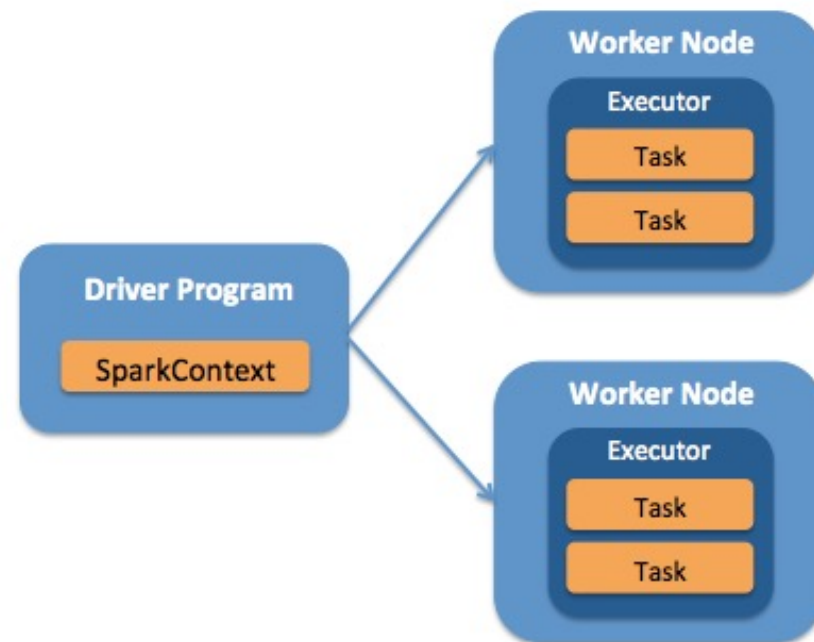 Driver Program
SparkContext
Worker Node
Executor
Task
Task
Worker Node
Executor
Task
Task